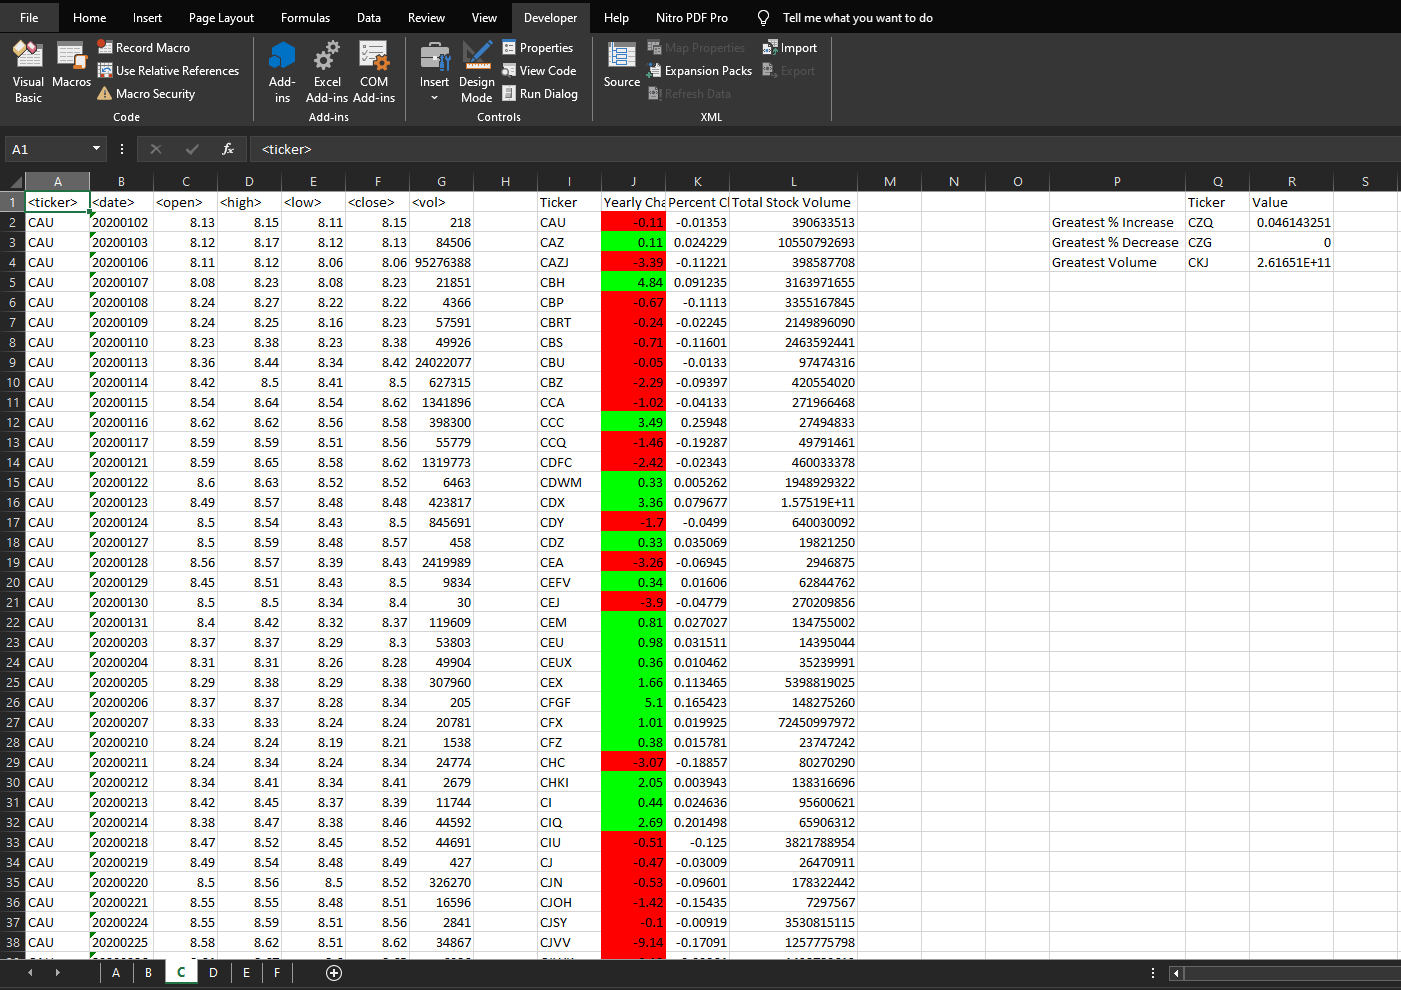 File Home Insert Page Layout Formulas Data Review View Developer Help Nitro PDF Pro Tell me what you want to do
Visual Basic
Macros
Record Macro
Use Relative References
Macro Security
Code
Add-ins
Excel Add-ins
COM Add-ins
Add-ins
Insert
Design Mode
Properties
View Code
Run Dialog
Controls
Source
Map Properties
Expansion Packs
Refresh Data
Import
Export
XML
A1 fx <ticker>
A B C D E F G H I J K L M N O P Q R S
1 <ticker> <date> <open> <high> <low> <close> <vol> Ticker Yearly Cha Percent C Total Stock Volume Ticker Value
2 CAU 20200102 8.13 8.15 8.11 8.15 218 CAU -0.11 -0.01353 390633513 Greatest % Increase CZQ 0.046143251
3 CAU 20200103 8.12 8.17 8.12 8.13 84506 CAZ 0.11 0.024229 10550792693 Greatest % Decrease CZG 0
4 CAU 20200106 8.11 8.12 8.06 8.06 95276388 CAZJ -3.39 -0.11221 398587708 Greatest Volume CKJ 2.61651E+11
5 CAU 20200107 8.08 8.23 8.08 8.23 21851 CBH 4.84 0.091235 3163971655
6 CAU 20200108 8.24 8.27 8.22 8.22 4366 CBP -0.67 -0.1113 3355167845
7 CAU 20200109 8.24 8.25 8.16 8.23 57591 CBRT -0.24 -0.02245 2149896090
8 CAU 20200110 8.23 8.38 8.23 8.38 49926 CBS -0.71 -0.11601 2463592441
9 CAU 20200113 8.36 8.44 8.34 8.42 24022077 CBU -0.05 -0.0133 97474316
10 CAU 20200114 8.42 8.5 8.41 8.5 627315 CBZ -2.29 -0.09397 420554020
11 CAU 20200115 8.54 8.64 8.54 8.62 1341896 CCA -1.02 -0.04133 271966468
12 CAU 20200116 8.62 8.62 8.56 8.58 398300 CCC 3.49 0.25948 27494833
13 CAU 20200117 8.59 8.59 8.51 8.56 55779 CCQ -1.46 -0.19287 49791461
14 CAU 20200121 8.59 8.65 8.58 8.62 1319773 CDFC -2.42 -0.02343 460033378
15 CAU 20200122 8.6 8.63 8.52 8.52 6463 CDWM 0.33 0.005262 1948929322
16 CAU 20200123 8.49 8.57 8.48 8.48 423817 CDX 3.36 0.079677 1.57519E+11
17 CAU 20200124 8.5 8.54 8.43 8.5 845691 CDY -1.7 -0.0499 640030092
18 CAU 20200127 8.5 8.59 8.48 8.57 458 CDZ 0.33 0.035069 19821250
19 CAU 20200128 8.56 8.57 8.39 8.43 2419989 CEA -3.26 -0.06945 2946875
20 CAU 20200129 8.45 8.51 8.43 8.5 9834 CEFV 0.34 0.01606 62844762
21 CAU 20200130 8.5 8.5 8.34 8.4 30 CEJ -3.9 -0.04779 270209856
22 CAU 20200131 8.4 8.42 8.32 8.37 119609 CEM 0.81 0.027027 134755002
23 CAU 20200203 8.37 8.37 8.29 8.3 53803 CEU 0.98 0.031511 14395044
24 CAU 20200204 8.31 8.31 8.26 8.28 49904 CEUX 0.36 0.010462 35239991
25 CAU 20200205 8.29 8.38 8.29 8.38 307960 CEX 1.66 0.113465 5398819025
26 CAU 20200206 8.37 8.37 8.28 8.34 205 CFGF 5.1 0.165423 148275260
27 CAU 20200207 8.33 8.33 8.24 8.24 20781 CFX 1.01 0.019925 72450997972
28 CAU 20200210 8.24 8.24 8.19 8.21 1538 CFZ 0.38 0.015781 23747242
29 CAU 20200211 8.24 8.34 8.24 8.34 24774 CHC -3.07 -0.18857 80270290
30 CAU 20200212 8.34 8.41 8.34 8.41 2679 CHKI 2.05 0.003943 138316696
31 CAU 20200213 8.42 8.45 8.37 8.39 11744 CI 0.44 0.024636 95600621
32 CAU 20200214 8.38 8.47 8.38 8.46 44592 CIQ 2.69 0.201498 65906312
33 CAU 20200218 8.47 8.52 8.45 8.52 44691 CIU -0.51 -0.125 3821788954
34 CAU 20200219 8.49 8.54 8.48 8.49 427 CJ -0.47 -0.03009 26470911
35 CAU 20200220 8.5 8.56 8.5 8.52 326270 CJN -0.53 -0.09601 178322442
36 CAU 20200221 8.55 8.55 8.48 8.51 16596 CJOH -1.42 -0.15435 7297567
37 CAU 20200224 8.55 8.59 8.51 8.56 2841 CJSY -0.1 -0.00919 3530815115
38 CAU 20200225 8.58 8.62 8.51 8.62 34867 CJVV -9.14 -0.17091 1257775798
A B C D E F